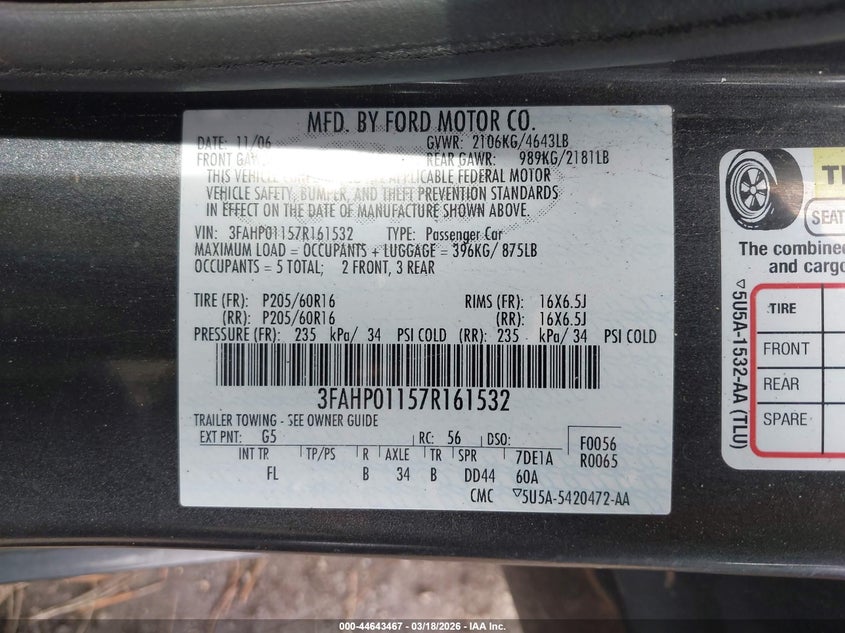 MFD. BY FORD MOTOR CO.
DATE: 11/06 GVWR: 2106KG/4643LB
FRONT REAR GAWR: 989KG/2181LB
THIS VEHICLE APPLICABLE FEDERAL MOTOR
VEHICLE SAFETY, BUMPER, AND THEFT PREVENTION STANDARDS
IN EFFECT ON THE DATE OF MANUFACTURE SHOWN ABOVE.
VIN: 3FAHP01157R161532 TYPE: Passenger Car
MAXIMUM LOAD = OCCUPANTS + LUGGAGE = 396KG/ 875LB
OCCUPANTS = 5 TOTAL; 2 FRONT, 3 REAR
TIRE (FR): P205/60R16 RIMS (FR): 16X6.5J
(RR): P205/60R16 (RR): 16X6.5J
PRESSURE (FR): 235 kPa/ 34 PSI COLD (RR): 235 kPa/ 34 PSI COLD
3FAHP01157R161532
TRAILER TOWING - SEE OWNER GUIDE
EXT PNT: G5 RC: 56 DSO: F0056
INT TR TP/PS R AXLE TR SPR 7DE1A R0065
FL B 34 B DD44 60A
CMC ▽5U5A-5420472-AA
SEAT
The combined
and cargo
TIRE
FRONT
REAR
SPARE
▽5U5A-1532-AA (TLU)
000-44643467 - 03/18/2026 - IAA Inc.